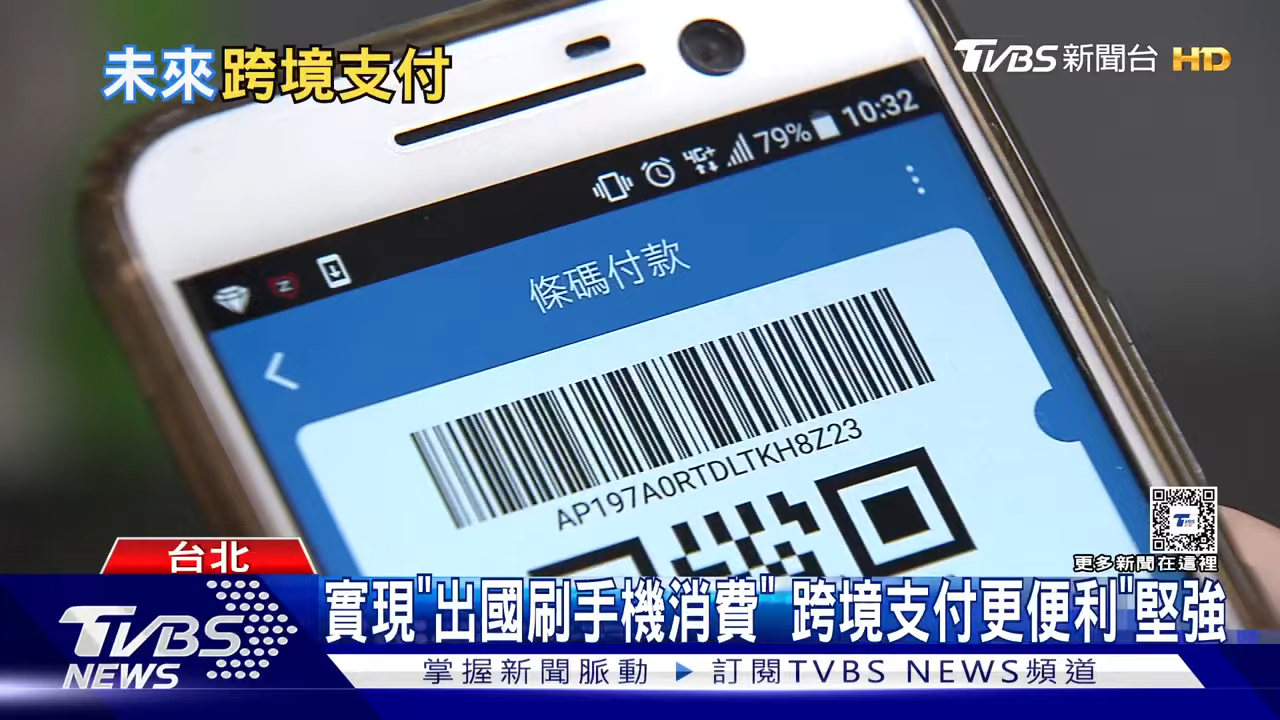 未來跨境支付
TVBS新聞台 HD
4G+ 79% 10:32
條碼付款
AP197A0RTDLTKH8Z23
更多新聞在這裡
台北
實現"出國刷手機消費" 跨境支付更便利"堅強
TVBS NEWS
掌握新聞脈動 ▶ 訂閱TVBS NEWS頻道